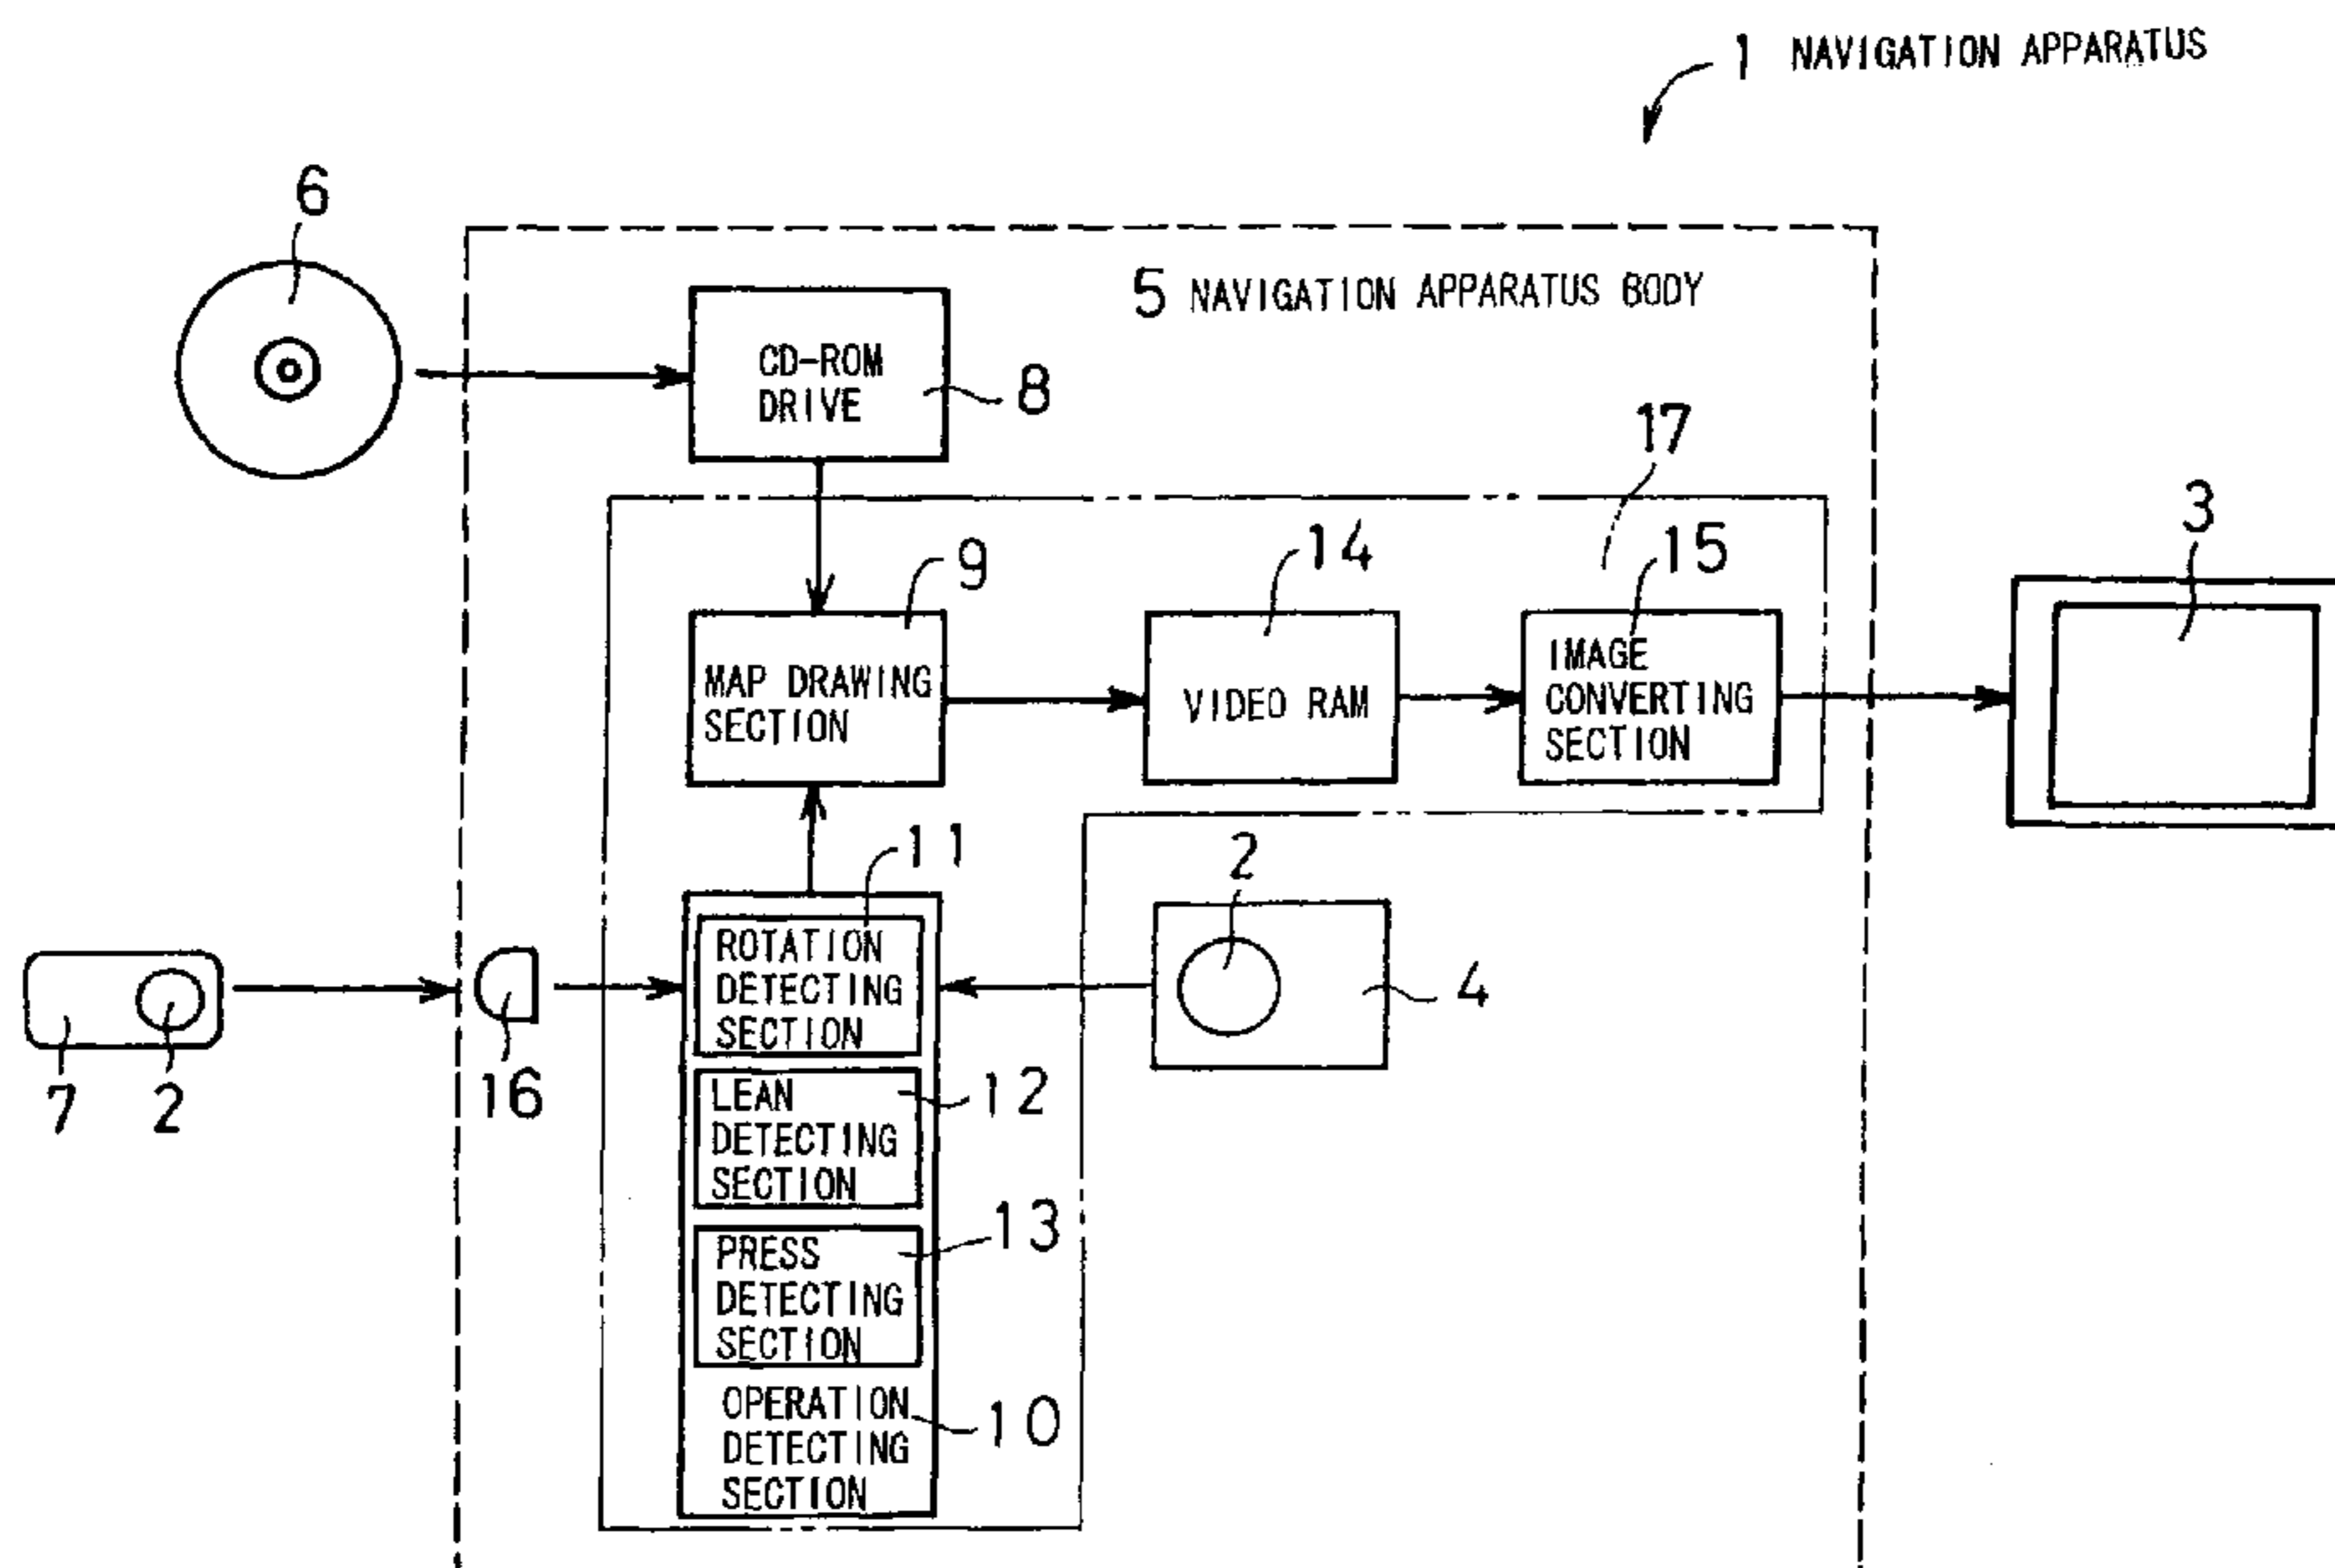 1 NAVIGATION APPARATUS
6
5 NAVIGATION APPARATUS BODY
CD-ROM
DRIVE
8
17
3
9
14
15
MAP DRAWING
SECTION
VIDEO RAM
IMAGE
CONVERTING
SECTION
11
2
ROTATION
DETECTING
SECTION
4
7
2
16
LEAN
DETECTING
SECTION
12
PRESS
DETECTING
SECTION
13
OPERATION
DETECTING
SECTION
10